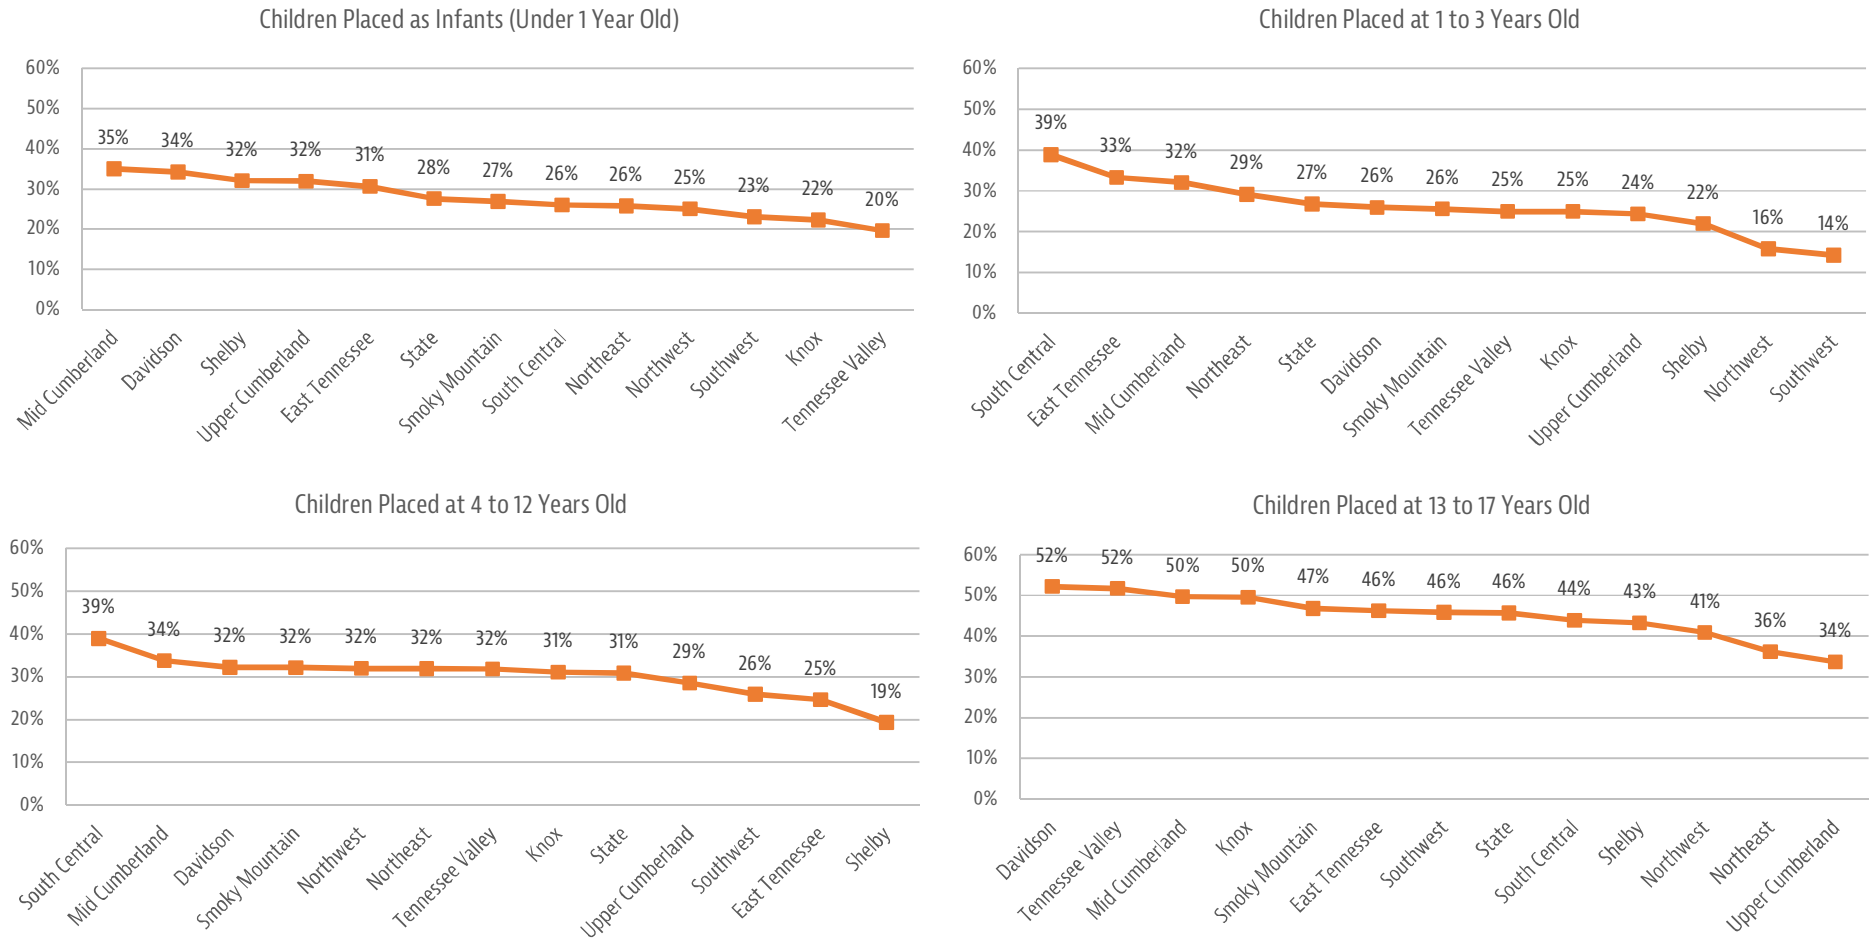 Children Placed as Infants (Under 1 Year Old)
60%
50%
40%
30%
20%
10%
0%
35%
34%
32%
32%
31%
28%
27%
26%
26%
25%
23%
22%
20%
Mid Cumberland
Davidson
Shelby
Upper Cumberland
East Tennessee
State
Smoky Mountain
South Central
Northeast
Northwest
Southwest
Knox
Tennessee Valley
Children Placed at 1 to 3 Years Old
60%
50%
40%
30%
20%
10%
0%
39%
33%
32%
29%
27%
26%
26%
25%
25%
24%
22%
16%
14%
South Central
East Tennessee
Mid Cumberland
Northeast
State
Davidson
Smoky Mountain
Tennessee Valley
Knox
Upper Cumberland
Shelby
Northwest
Southwest
Children Placed at 4 to 12 Years Old
60%
50%
40%
30%
20%
10%
0%
39%
34%
32%
32%
32%
32%
32%
31%
31%
29%
26%
25%
19%
South Central
Mid Cumberland
Davidson
Smoky Mountain
Northwest
Northeast
Tennessee Valley
Knox
State
Upper Cumberland
Southwest
East Tennessee
Shelby
Children Placed at 13 to 17 Years Old
60%
50%
40%
30%
20%
10%
0%
52%
52%
50%
50%
47%
46%
46%
46%
44%
43%
41%
36%
34%
Davidson
Tennessee Valley
Mid Cumberland
Knox
Smoky Mountain
East Tennessee
Southwest
State
South Central
Shelby
Northwest
Northeast
Upper Cumberland